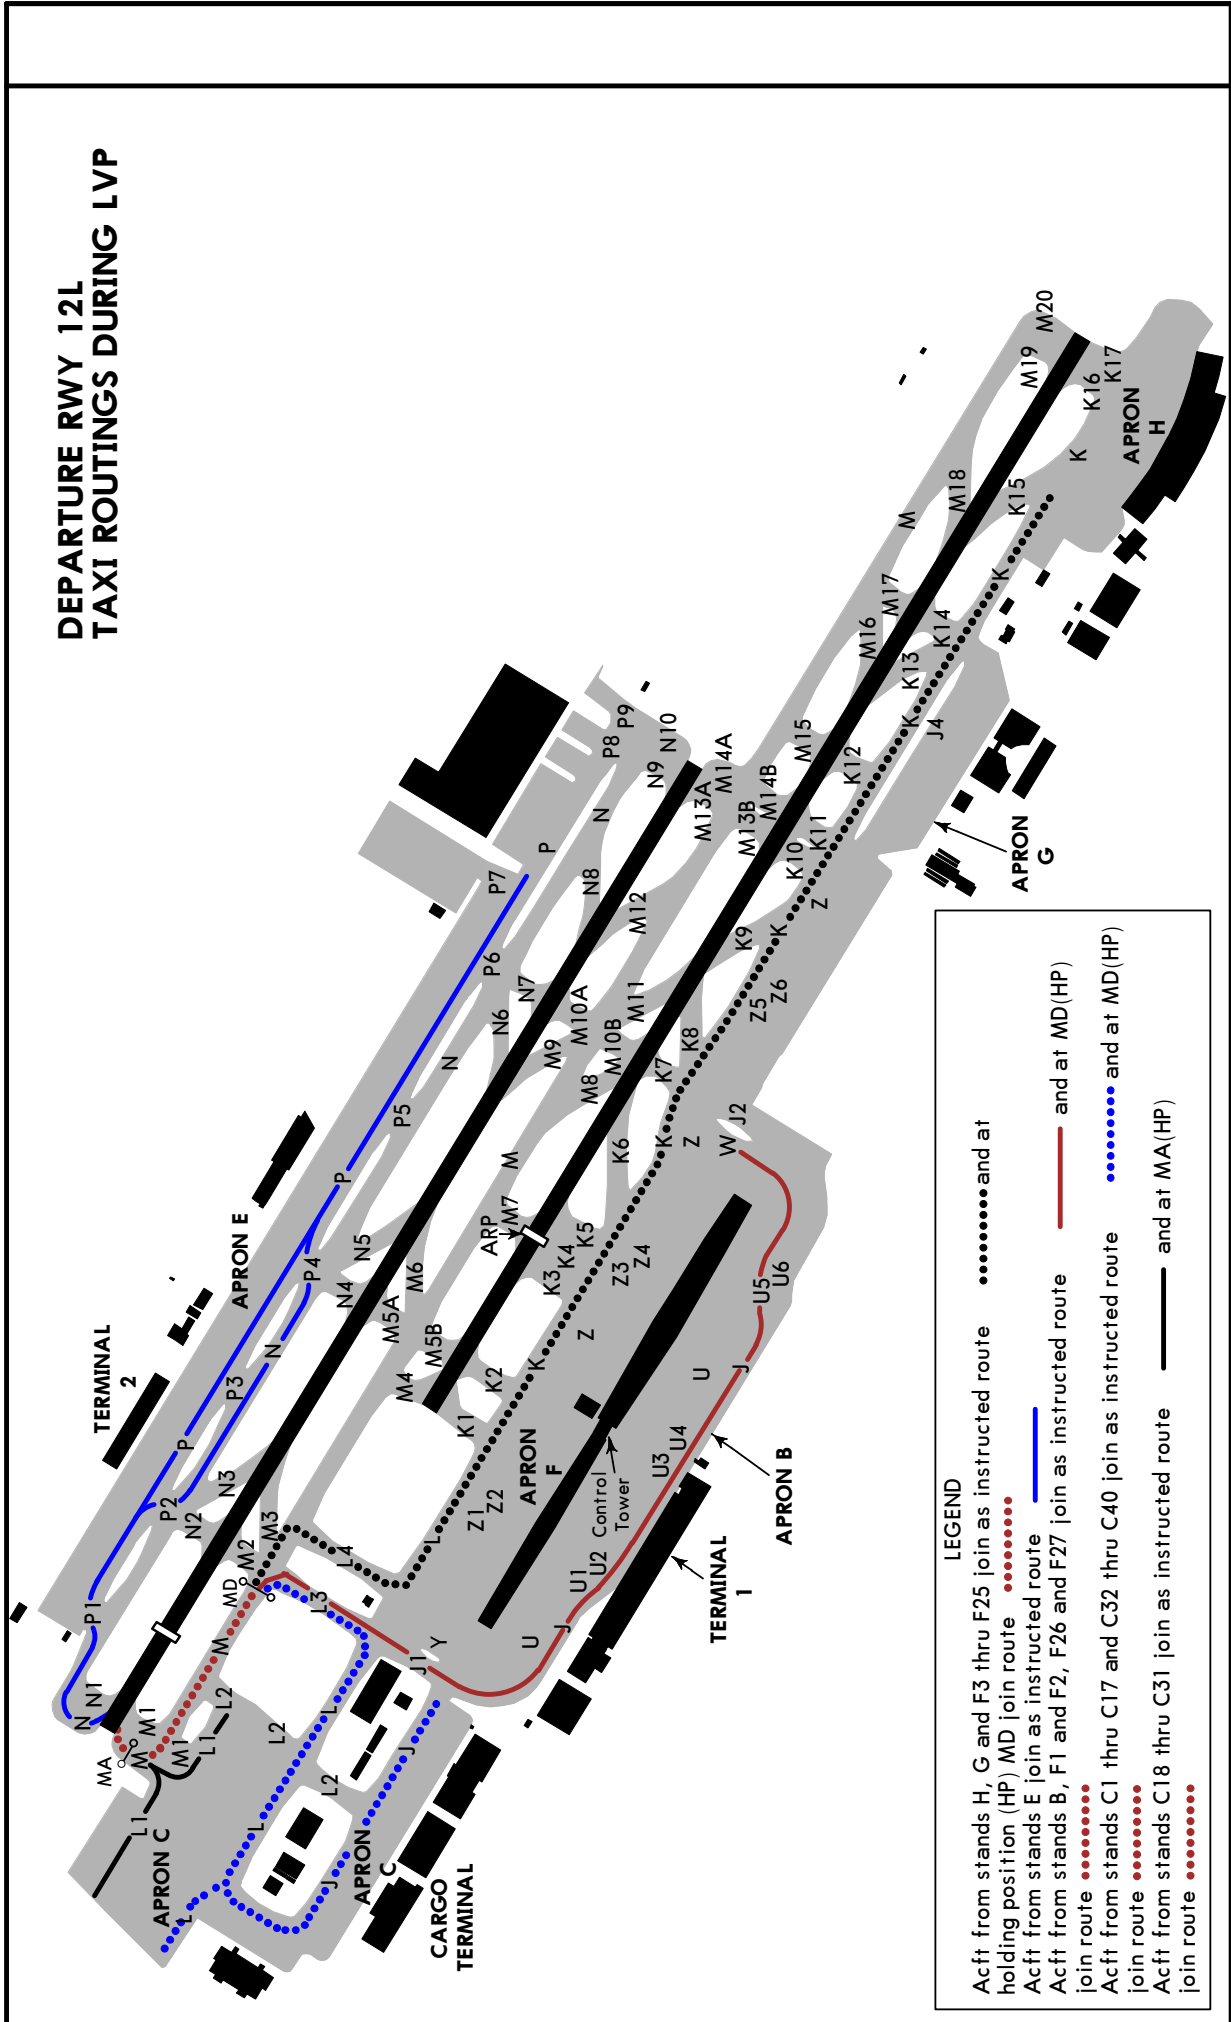 DEPARTURE RWY 12L
TAXI ROUTINGS DURING LVP
TERMINAL
2
APRON E
P7
P8
P9
P
N
N10
N9
N8
P6
N7
N6
N
P5
P
N5
P4
N4
N
P3
P
N3
P2
N2
P1
N1
N
M20
M19
K17
K16
APRON
H
K
M18
K15
M
M17
K
M16
K14
K13
K
J4
M15
K12
M14A
M14B
M13A
M13B
K11
K10
Z
APRON
G
M12
K9
K
M11
Z6
Z5
M10A
M10B
K8
M9
M8
K7
J2
W
Z
K
K6
M
M7
ARP
K5
K4
K3
Z4
Z3
M6
M5A
M5B
Z
K
K2
M4
K1
U6
U5
J
U
APRON
F
Z2
Z1
U4
U3
Control
Tower
APRON B
L
M3
M2
L4
MD
L3
U2
U1
TERMINAL
1
M
Y
J1
U
J
L2
M1
L1
M1
M
MA
L2
L
J
L2
L1
L
APRON C
L
J
APRON
C
CARGO
TERMINAL
LEGEND
Acft from stands H, G and F3 thru F25 join as instructed route and at
holding position (HP) MD join route
Acft from stands E join as instructed route
Acft from stands B, F1 and F2, F26 and F27 join as instructed route and at MD(HP)
join route
Acft from stands C1 thru C17 and C32 thru C40 join as instructed route and at MD(HP)
join route
Acft from stands C18 thru C31 join as instructed route and at MA(HP)
join route